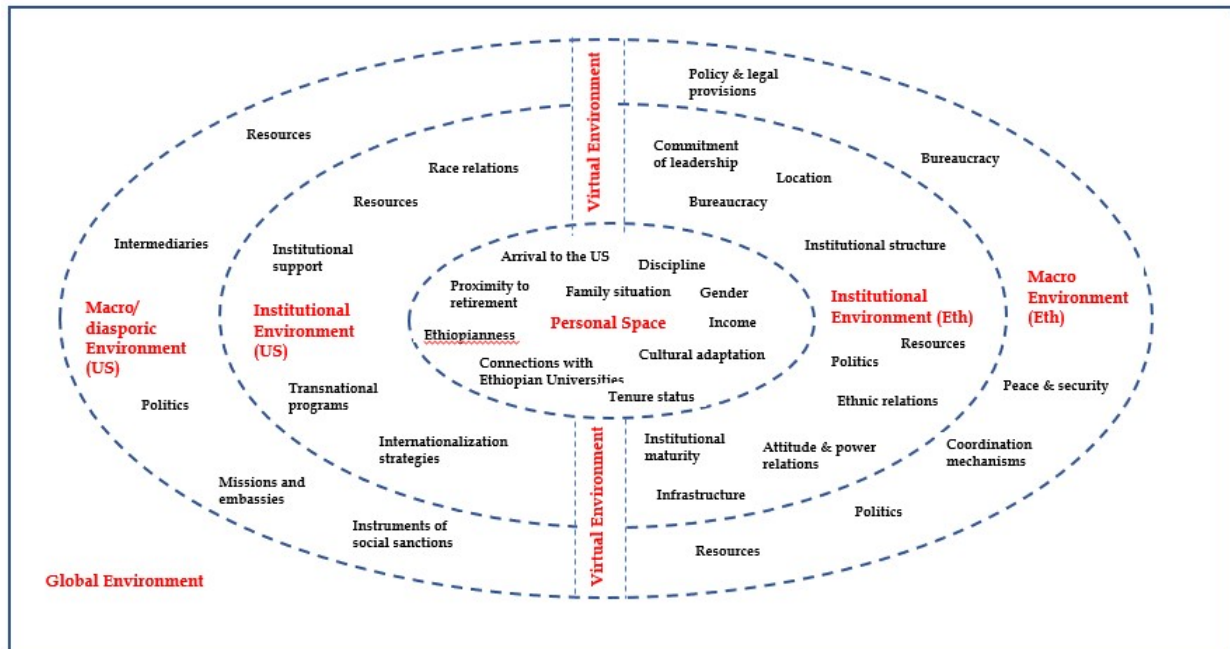 Virtual Environment
Policy & legal
provisions
Resources
Bureaucracy
Race relations
Resources
Commitment
of leadership
Location
Bureaucracy
Intermediaries
Institutional
support
Institutional structure
Arrival to the US
Discipline
Proximity to
retirement
Family situation
Gender
Ethiopianness
Personal Space
Income
Connections with
Ethiopian Universities
Cultural adaptation
Tenure status
Macro/
diasporic
Environment
(US)
Institutional
Environment
(US)
Institutional
Environment (Eth)
Macro
Environment
(Eth)
Resources
Politics
Ethnic relations
Peace & security
Politics
Transnational
programs
Internationalization
strategies
Institutional
maturity
Attitude & power
relations
Coordination
mechanisms
Missions and
embassies
Infrastructure
Politics
Instruments of
social sanctions
Resources
Virtual Environment
Global Environment